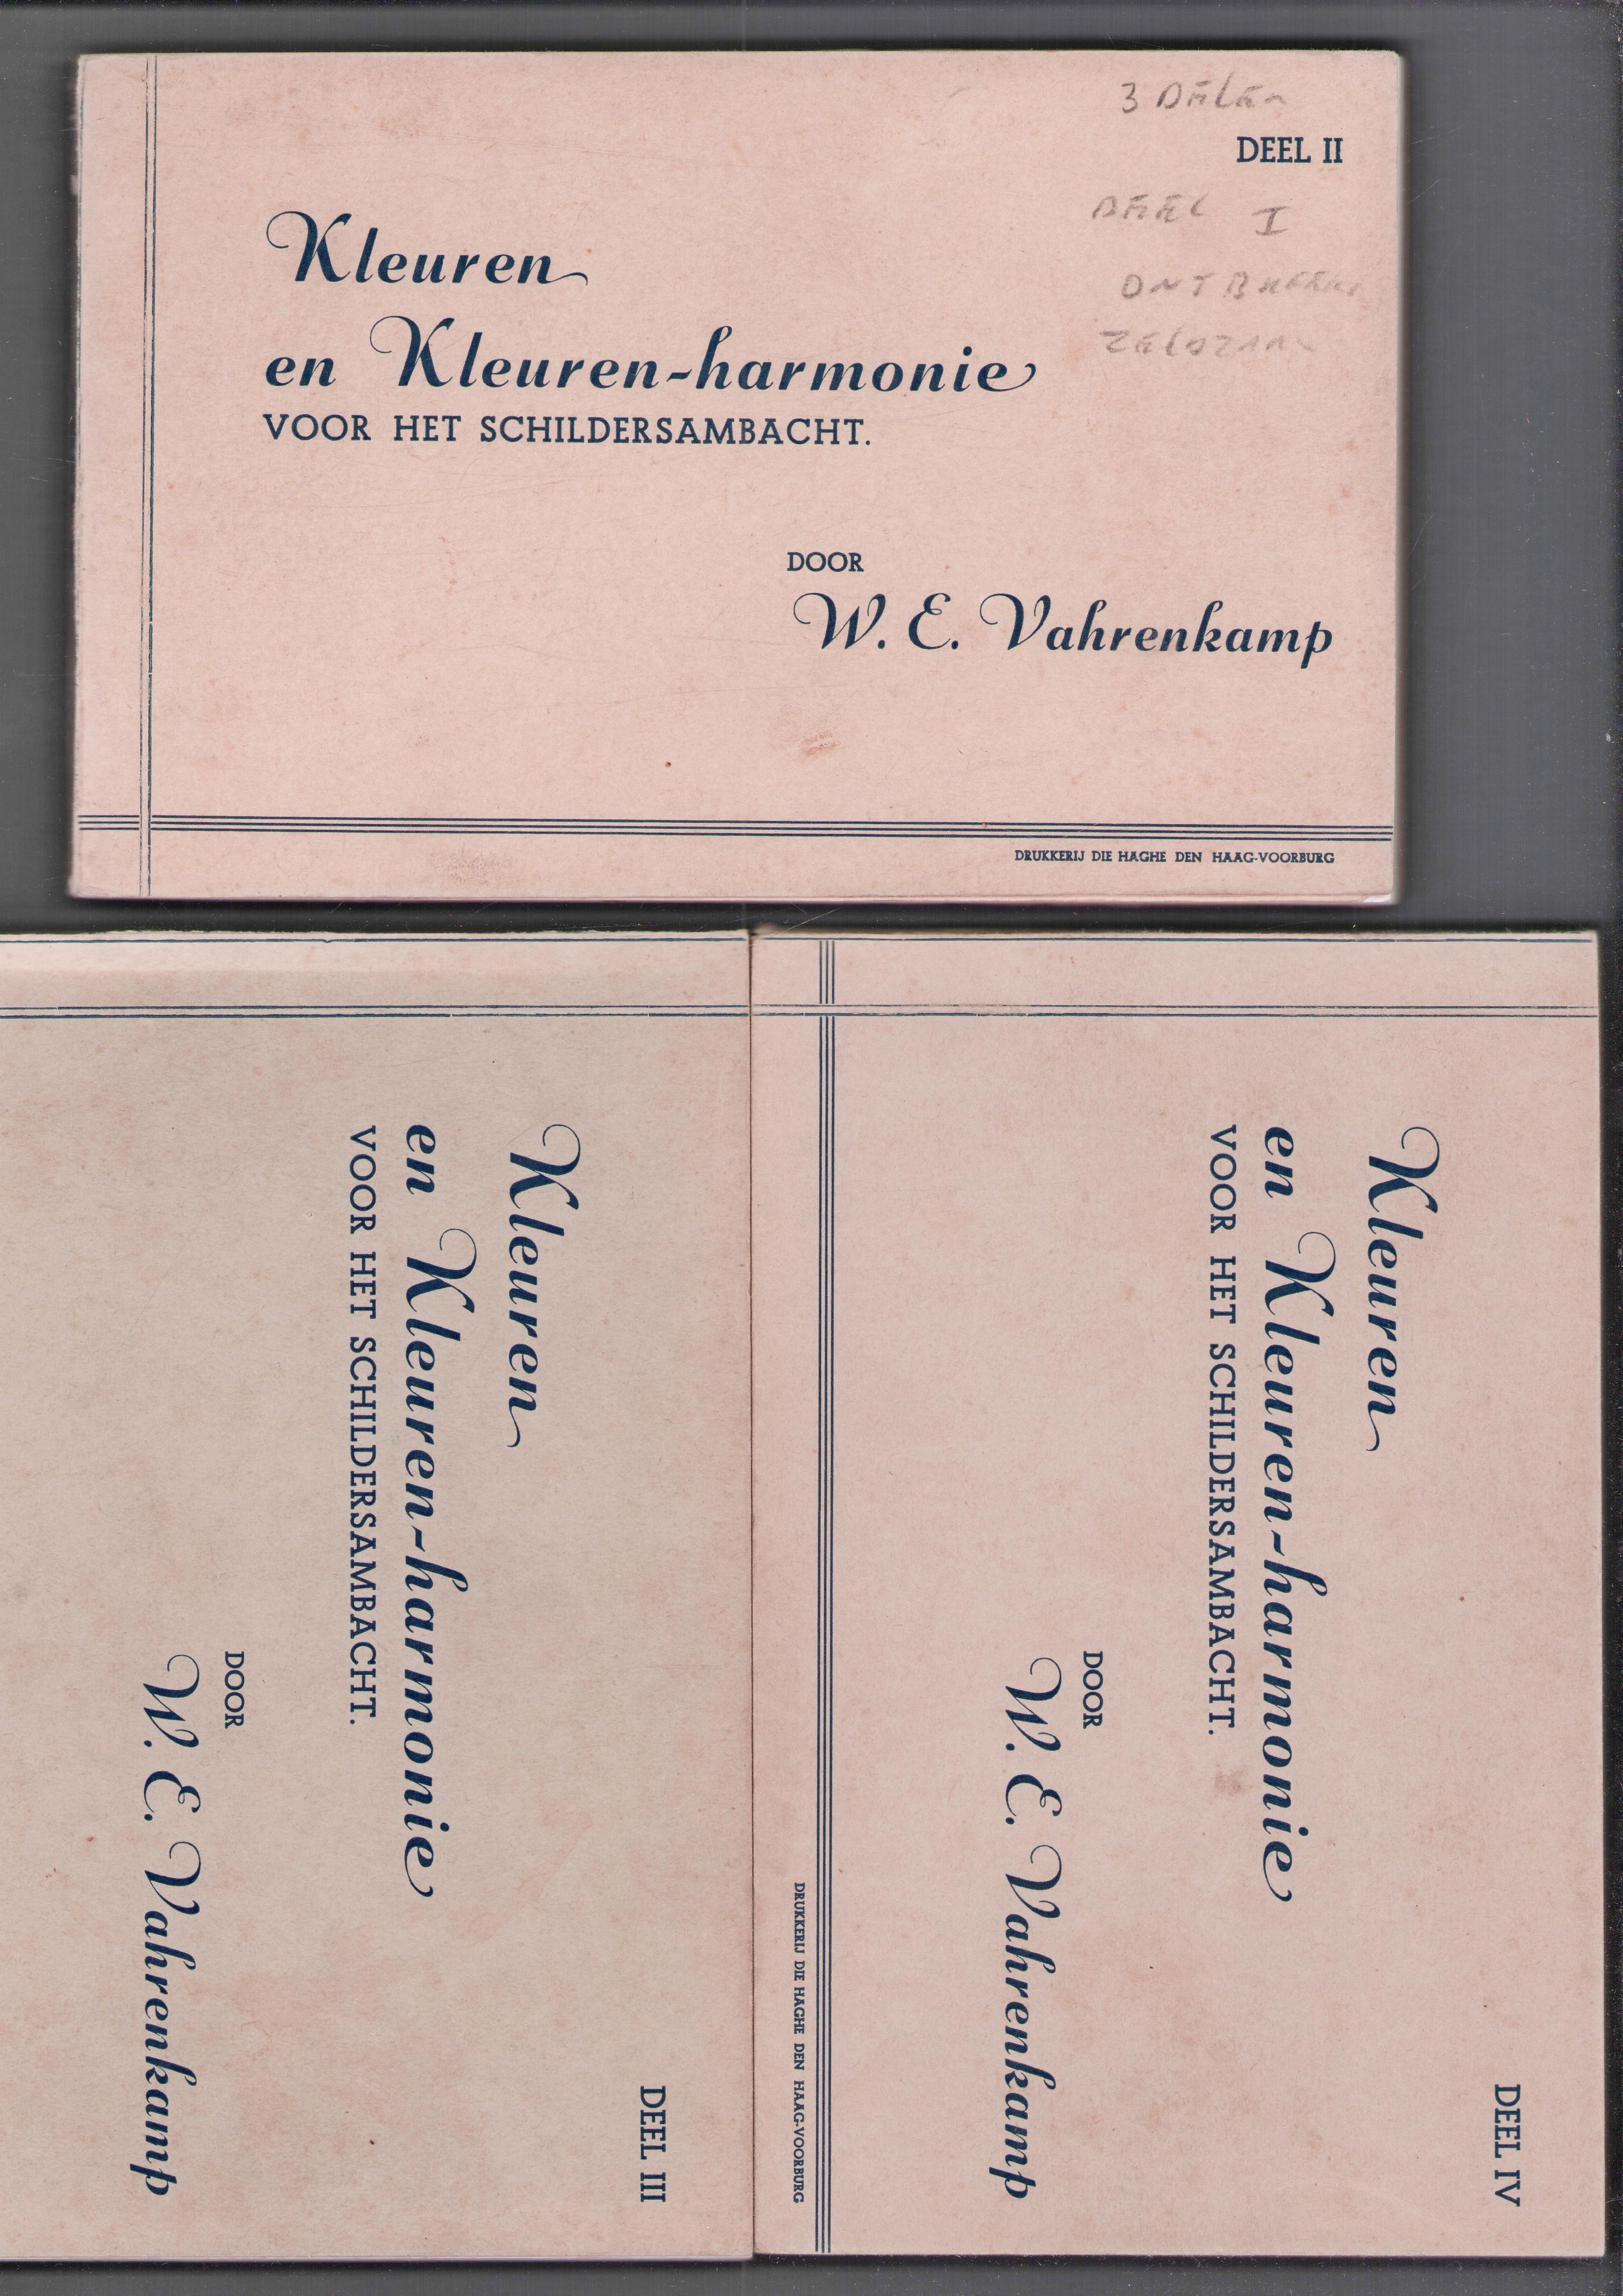 3 DELEN
DEEL II
DEEL I
ONTBREEKT
ZELDZAAM
Kleuren
en Kleuren-harmonie
VOOR HET SCHILDERSAMBACHT.
DOOR
W. E. Vahrenkamp
DRUKKERIJ DIE HAGHE DEN HAAG-VOORBURG
DEEL III
Kleuren
en Kleuren-harmonie
VOOR HET SCHILDERSAMBACHT.
DOOR
W. E. Vahrenkamp
DEEL IV
Kleuren
en Kleuren-harmonie
VOOR HET SCHILDERSAMBACHT.
DOOR
W. E. Vahrenkamp
DRUKKERIJ DIE HAGHE DEN HAAG-VOORBURG